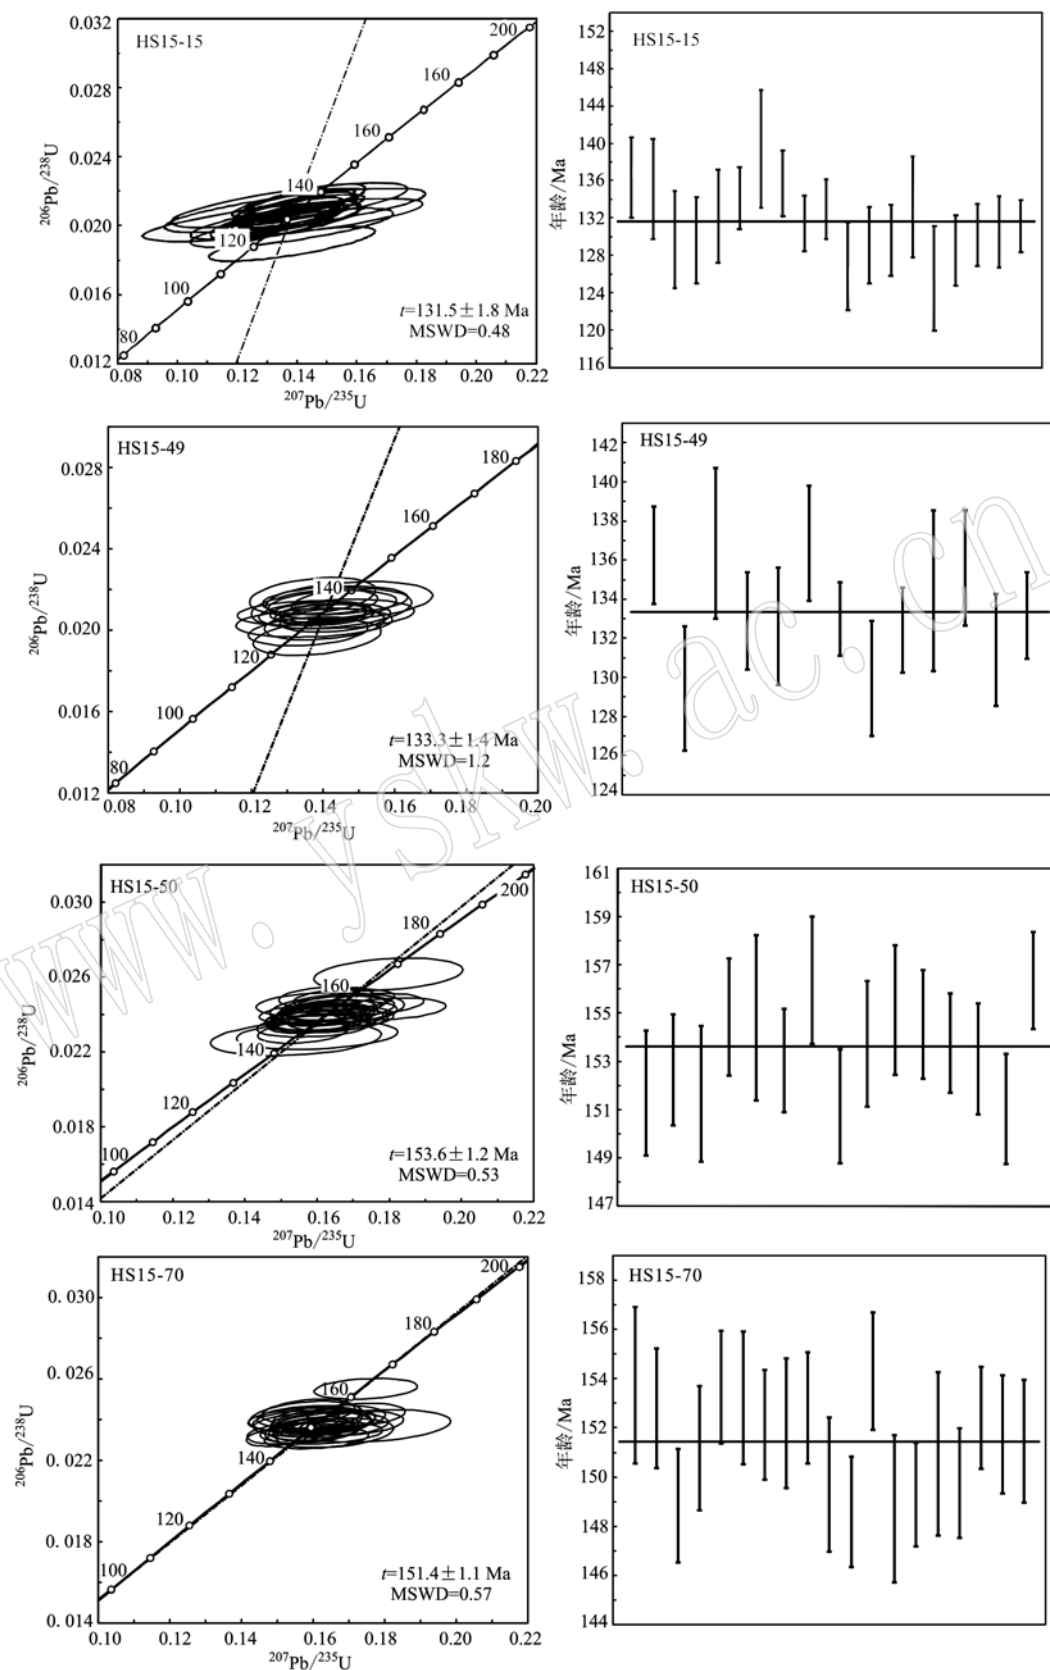 HS15-15
0.032
0.028
0.024
0.020
0.016
0.012
200
160
160
140
120
100
80
t=131.5±1.8 Ma
MSWD=0.48
0.08 0.10 0.12 0.14 0.16 0.18 0.20 0.22
206Pb/238U
207Pb/235U
HS15-15
152
148
144
140
136
132
128
124
120
116
年龄/Ma
HS15-49
0.028
0.024
0.020
0.016
0.012
180
160
140
120
100
80
t=133.3±1.4 Ma
MSWD=1.2
0.08 0.10 0.12 0.14 0.16 0.18 0.20
206Pb/238U
207Pb/235U
HS15-49
142
140
138
136
134
132
130
128
126
124
年龄/Ma
HS15-50
0.030
0.026
0.022
0.018
0.014
200
180
160
140
120
100
t=153.6±1.2 Ma
MSWD=0.53
0.10 0.12 0.14 0.16 0.18 0.20 0.22
206Pb/238U
207Pb/235U
HS15-50
161
159
157
155
153
151
149
147
年龄/Ma
HS15-70
0.030
0.026
0.022
0.018
0.014
200
180
160
140
120
100
t=151.4±1.1 Ma
MSWD=0.57
0.10 0.12 0.14 0.16 0.18 0.20 0.22
206Pb/238U
207Pb/235U
HS15-70
158
156
154
152
150
148
146
144
年龄/Ma
www.yskw.ac.cn